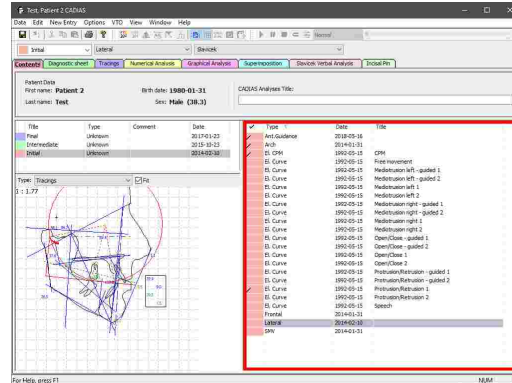 Test, Patient 2 CADIAS
Data Edit New Entry Options VTO View Window Help
Normal
Initial Lateral Slavicek
Contents Diagnostic sheet Tracings Numerical Analysis Graphical Analysis Superimposition Slavicek Verbal Analysis Incisal Pin
Patient Data
First name: Patient 2 Birth date: 1980-01-31
Last name: Test Sex: Male (38.3)
CADIAS Analyses Title:
Title Type Comment Date
Final Unknown 2017-01-23
Intermediate Unknown 2015-10-23
Initial Unknown 2014-02-10
Type: Tracings Fit
1 : 1.77
Type Date Title
Ant.Guidance 2018-05-16
Arch 2014-01-31
El. CPM 1992-05-15 CPM
El. Curve 1992-05-15 Free movement
El. Curve 1992-05-15 Mediotrusion left - guided 1
El. Curve 1992-05-15 Mediotrusion left - guided 2
El. Curve 1992-05-15 Mediotrusion left 1
El. Curve 1992-05-15 Mediotrusion left 2
El. Curve 1992-05-15 Mediotrusion right - guided 1
El. Curve 1992-05-15 Mediotrusion right - guided 2
El. Curve 1992-05-15 Mediotrusion right 1
El. Curve 1992-05-15 Mediotrusion right 2
El. Curve 1992-05-15 Open/Close - guided 1
El. Curve 1992-05-15 Open/Close - guided 2
El. Curve 1992-05-15 Open/Close 1
El. Curve 1992-05-15 Open/Close 2
El. Curve 1992-05-15 Protrusion/Retrusion - guided 1
El. Curve 1992-05-15 Protrusion/Retrusion - guided 2
El. Curve 1992-05-15 Protrusion/Retrusion 1
El. Curve 1992-05-15 Protrusion/Retrusion 2
El. Curve 1992-05-15 Speech
Frontal 2014-01-31
Lateral 2014-02-10
SMV 2014-01-31
For Help, press F1 NUM